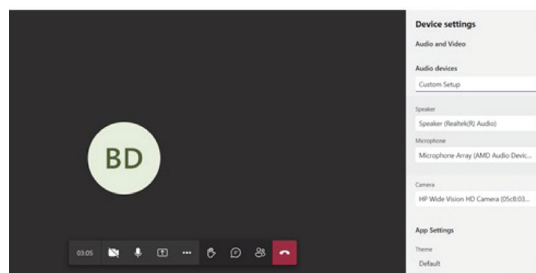 BD
03:05
Device settings
Audio and Video
Audio devices
Custom Setup
Speaker
Speaker (Realtek(R) Audio)
Microphone
Microphone Array (AMD Audio Devic...
Camera
HP Wide Vision HD Camera (05c8:03...
App Settings
Theme
Default